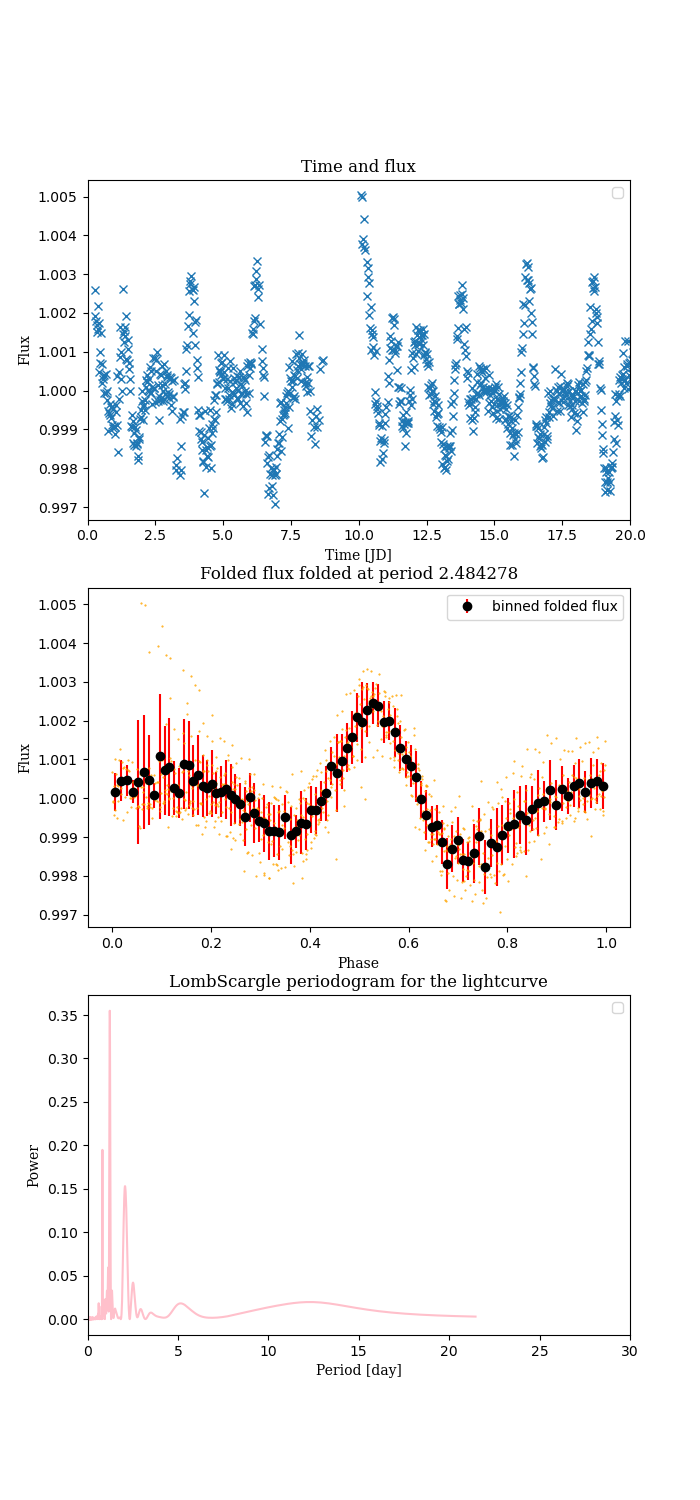 Time and flux
1.005
1.004
1.003
1.002
1.001
1.000
0.999
0.998
0.997
Flux
0.0 2.5 5.0 7.5 10.0 12.5 15.0 17.5 20.0
Time [JD]
Folded flux folded at period 2.484278
binned folded flux
1.005
1.004
1.003
1.002
1.001
1.000
0.999
0.998
0.997
Flux
0.0 0.2 0.4 0.6 0.8 1.0
Phase
LombScargle periodogram for the lightcurve
0.35
0.30
0.25
0.20
0.15
0.10
0.05
0.00
Power
0 5 10 15 20 25 30
Period [day]